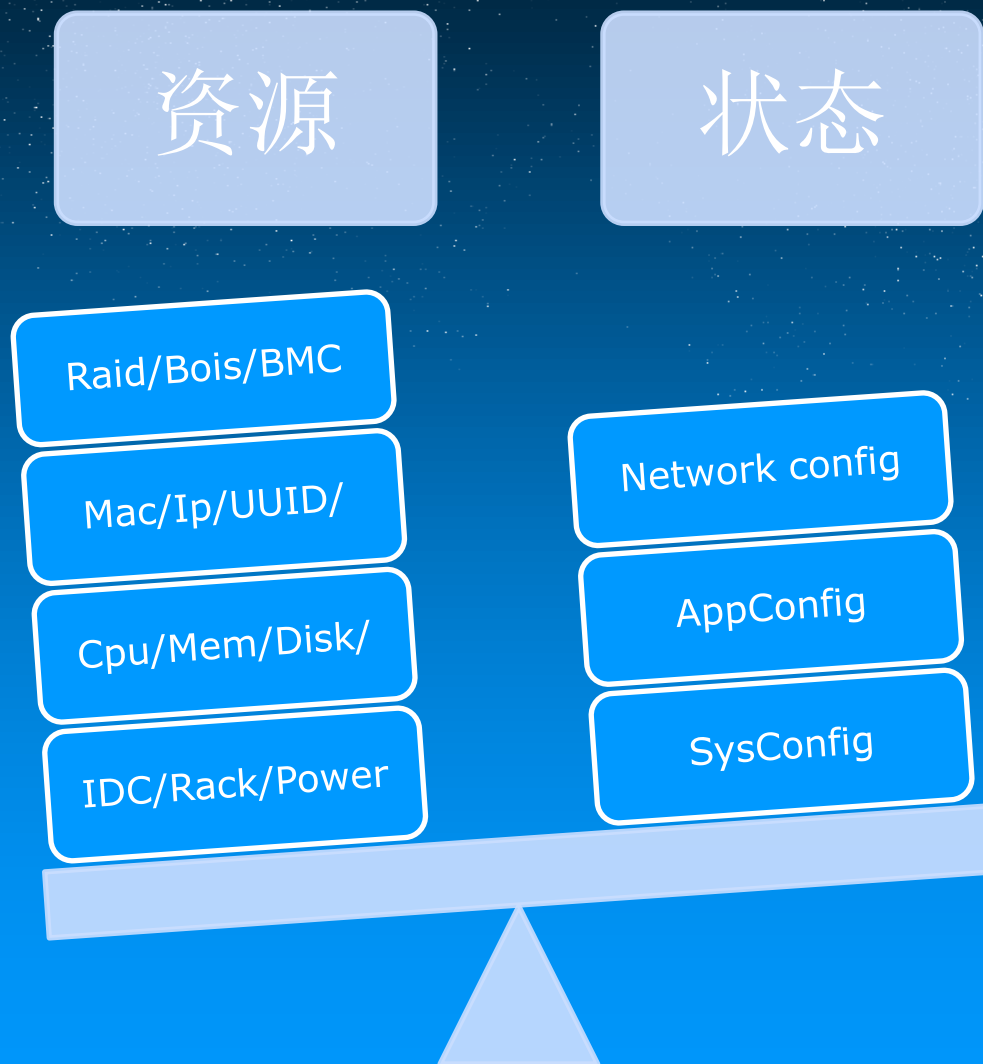 资源
状态
Raid/Bois/BMC
Mac/Ip/UUID/
Cpu/Mem/Disk/
IDC/Rack/Power
Network config
AppConfig
SysConfig